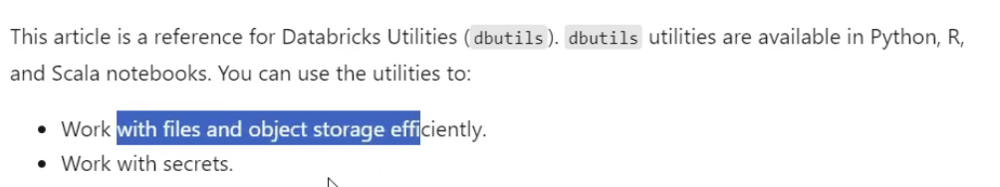 This article is a reference for Databricks Utilities (dbutils). dbutils utilities are available in Python, R,
and Scala notebooks. You can use the utilities to:
• Work with files and object storage efficiently.
• Work with secrets.